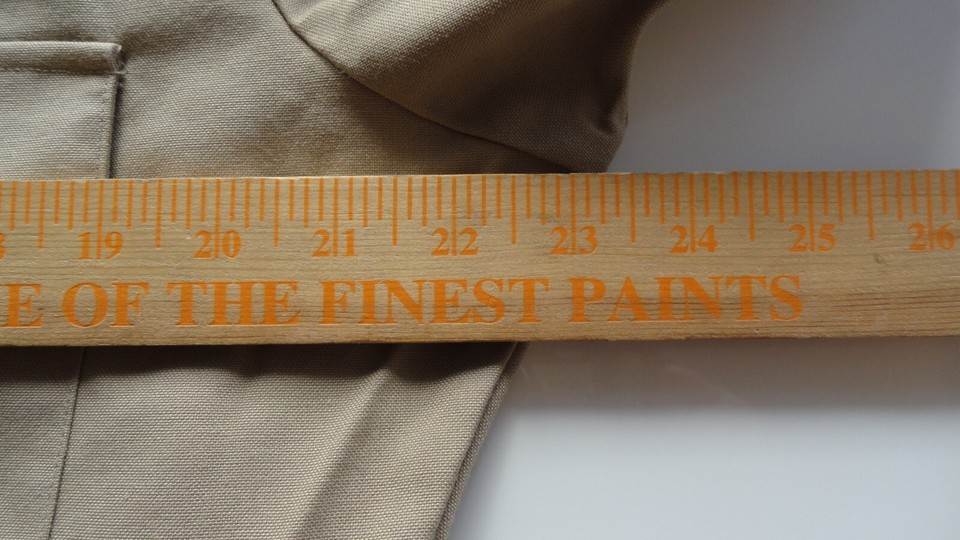 19 20 21 22 23 24 25 26
E OF THE FINEST PAINTS